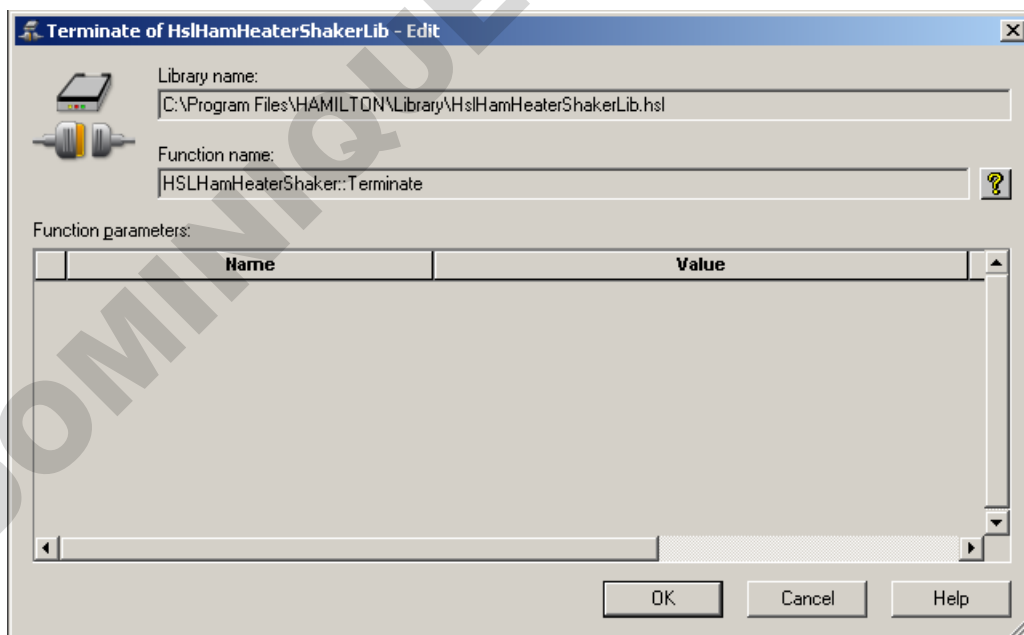 Terminate of HslHamHeaterShakerLib - Edit
Library name:
C:\Program Files\HAMILTON\Library\HslHamHeaterShakerLib.hsl
Function name:
HSLHamHeaterShaker::Terminate
Function parameters:
Name Value
OK Cancel Help
DOMINIQUE